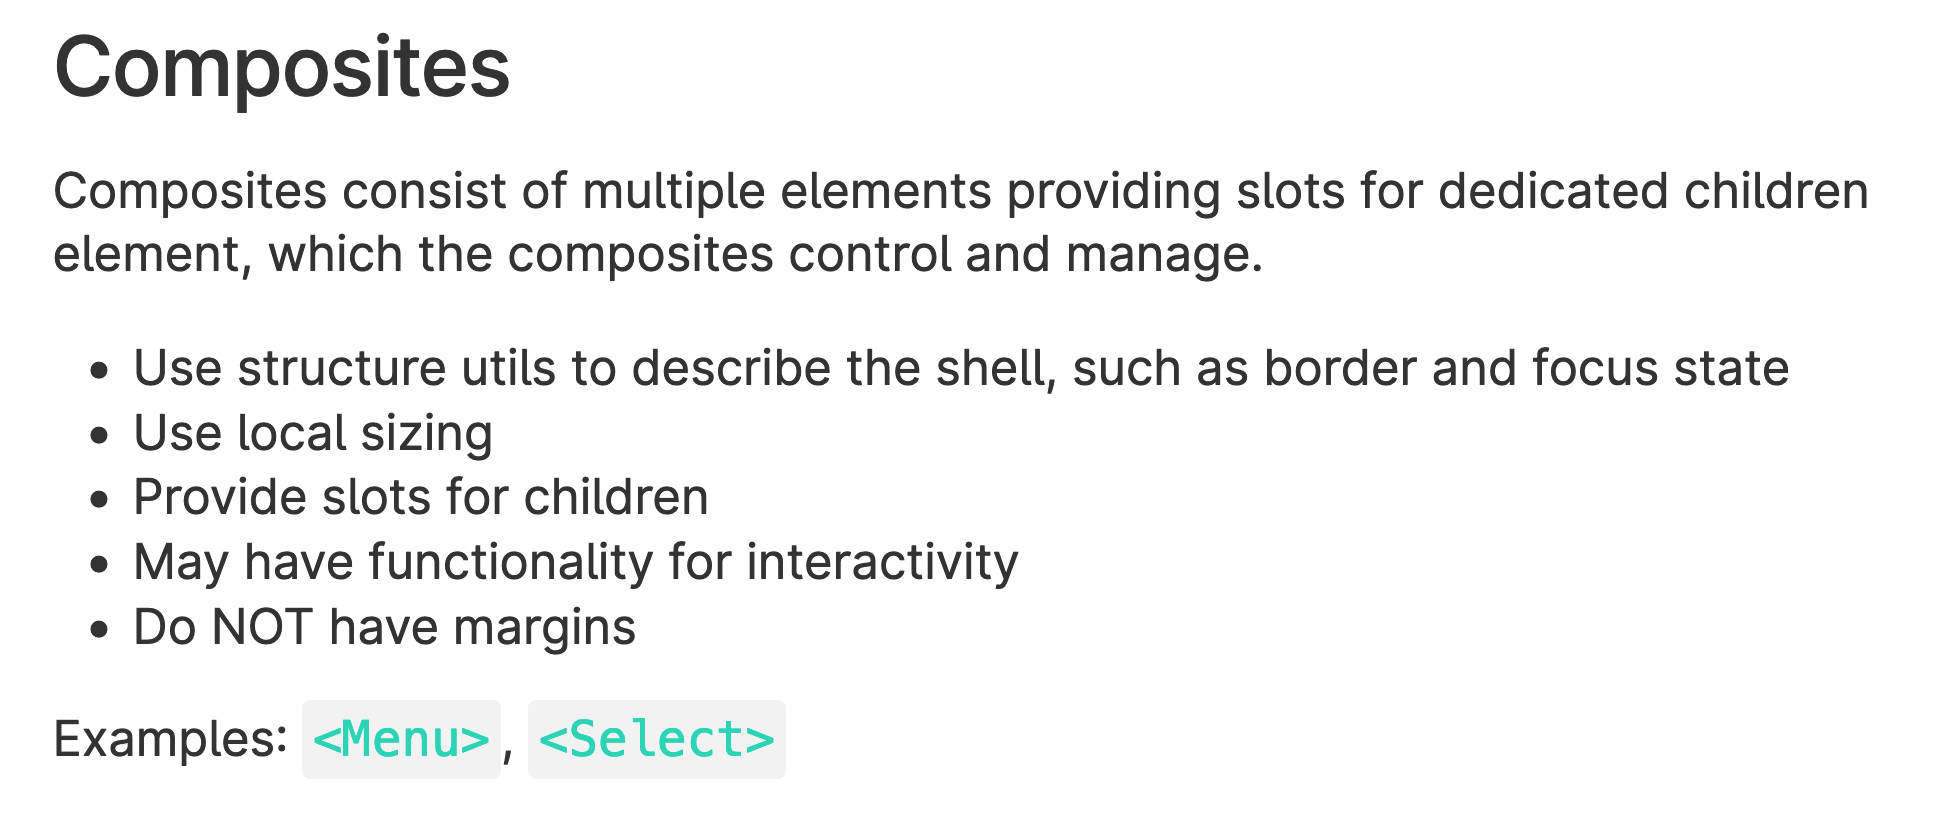 Composites
Composites consist of multiple elements providing slots for dedicated children
element, which the composites control and manage.
• Use structure utils to describe the shell, such as border and focus state
• Use local sizing
• Provide slots for children
• May have functionality for interactivity
• Do NOT have margins
Examples: <Menu>, <Select>